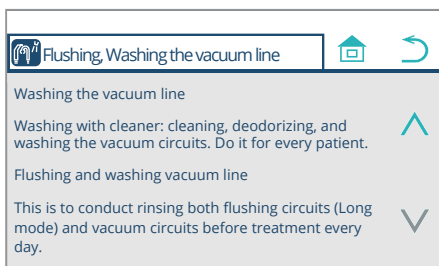 Flushing, Washing the vacuum line
Washing the vacuum line
Washing with cleaner: cleaning, deodorizing, and
washing the vacuum circuits. Do it for every patient.
Flushing and washing vacuum line
This is to conduct rinsing both flushing circuits (Long
mode) and vacuum circuits before treatment every
day.